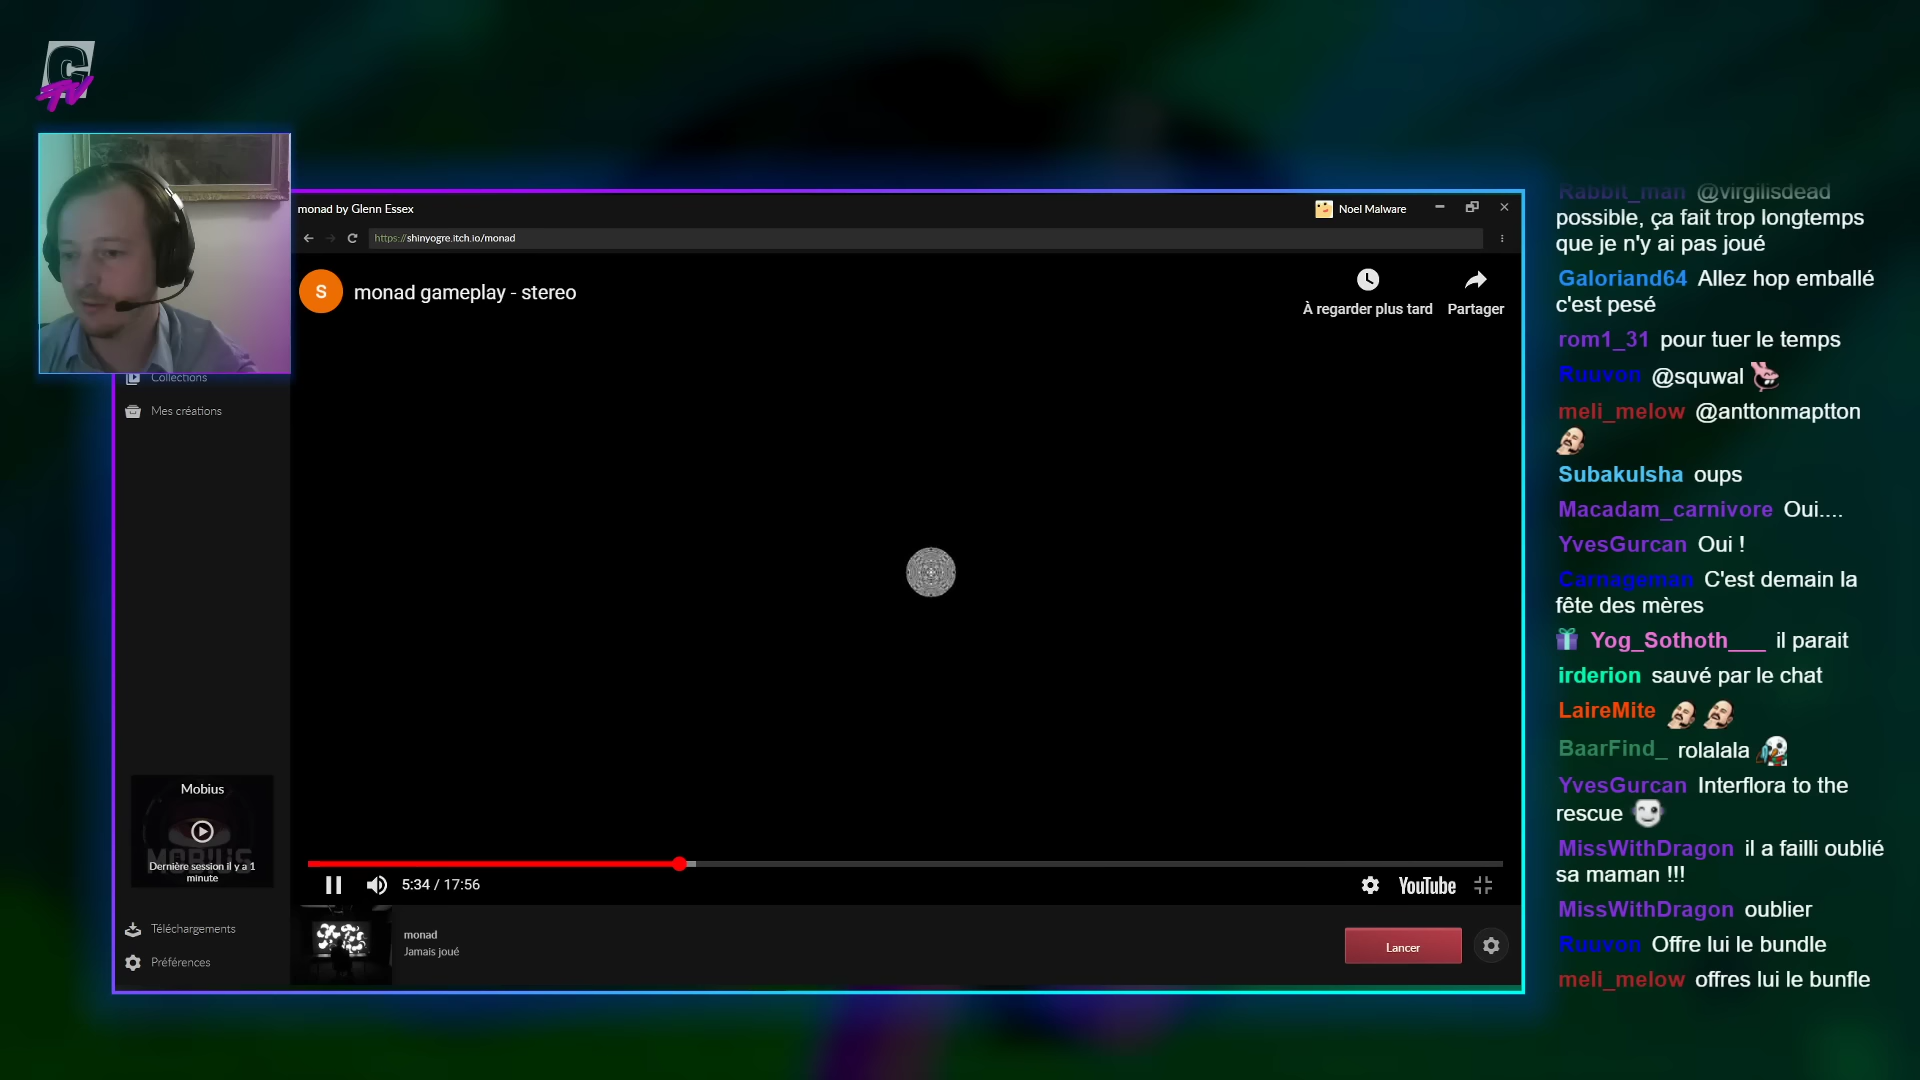 C
TV
monad by Glenn Essex
Noel Malware
https://shinyogre.itch.io/monad
S
monad gameplay - stereo
À regarder plus tard
Partager
Collections
Mes créations
Mobius
MOBIUS
Dernière session il y a 1
minute
5:34 / 17:56
YouTube
Téléchargements
Préférences
monad
Jamais joué
Lancer
Rabbit_man @virgilisdead
possible, ça fait trop longtemps
que je n'y ai pas joué
Galoriand64 Allez hop emballé
c'est pesé
rom1_31 pour tuer le temps
Ruuvon @squwal
meli_melow @anttonmaptton
Subakulsha oups
Macadam_carnivore Oui....
YvesGurcan Oui !
Carnageman C'est demain la
fête des mères
Yog_Sothoth___ il parait
irderion sauvé par le chat
LaireMite
BaarFind_ rolalala
YvesGurcan Interflora to the
rescue
MissWithDragon il a failli oublié
sa maman !!!
MissWithDragon oublier
Ruuvon Offre lui le bundle
meli_melow offres lui le bunfle